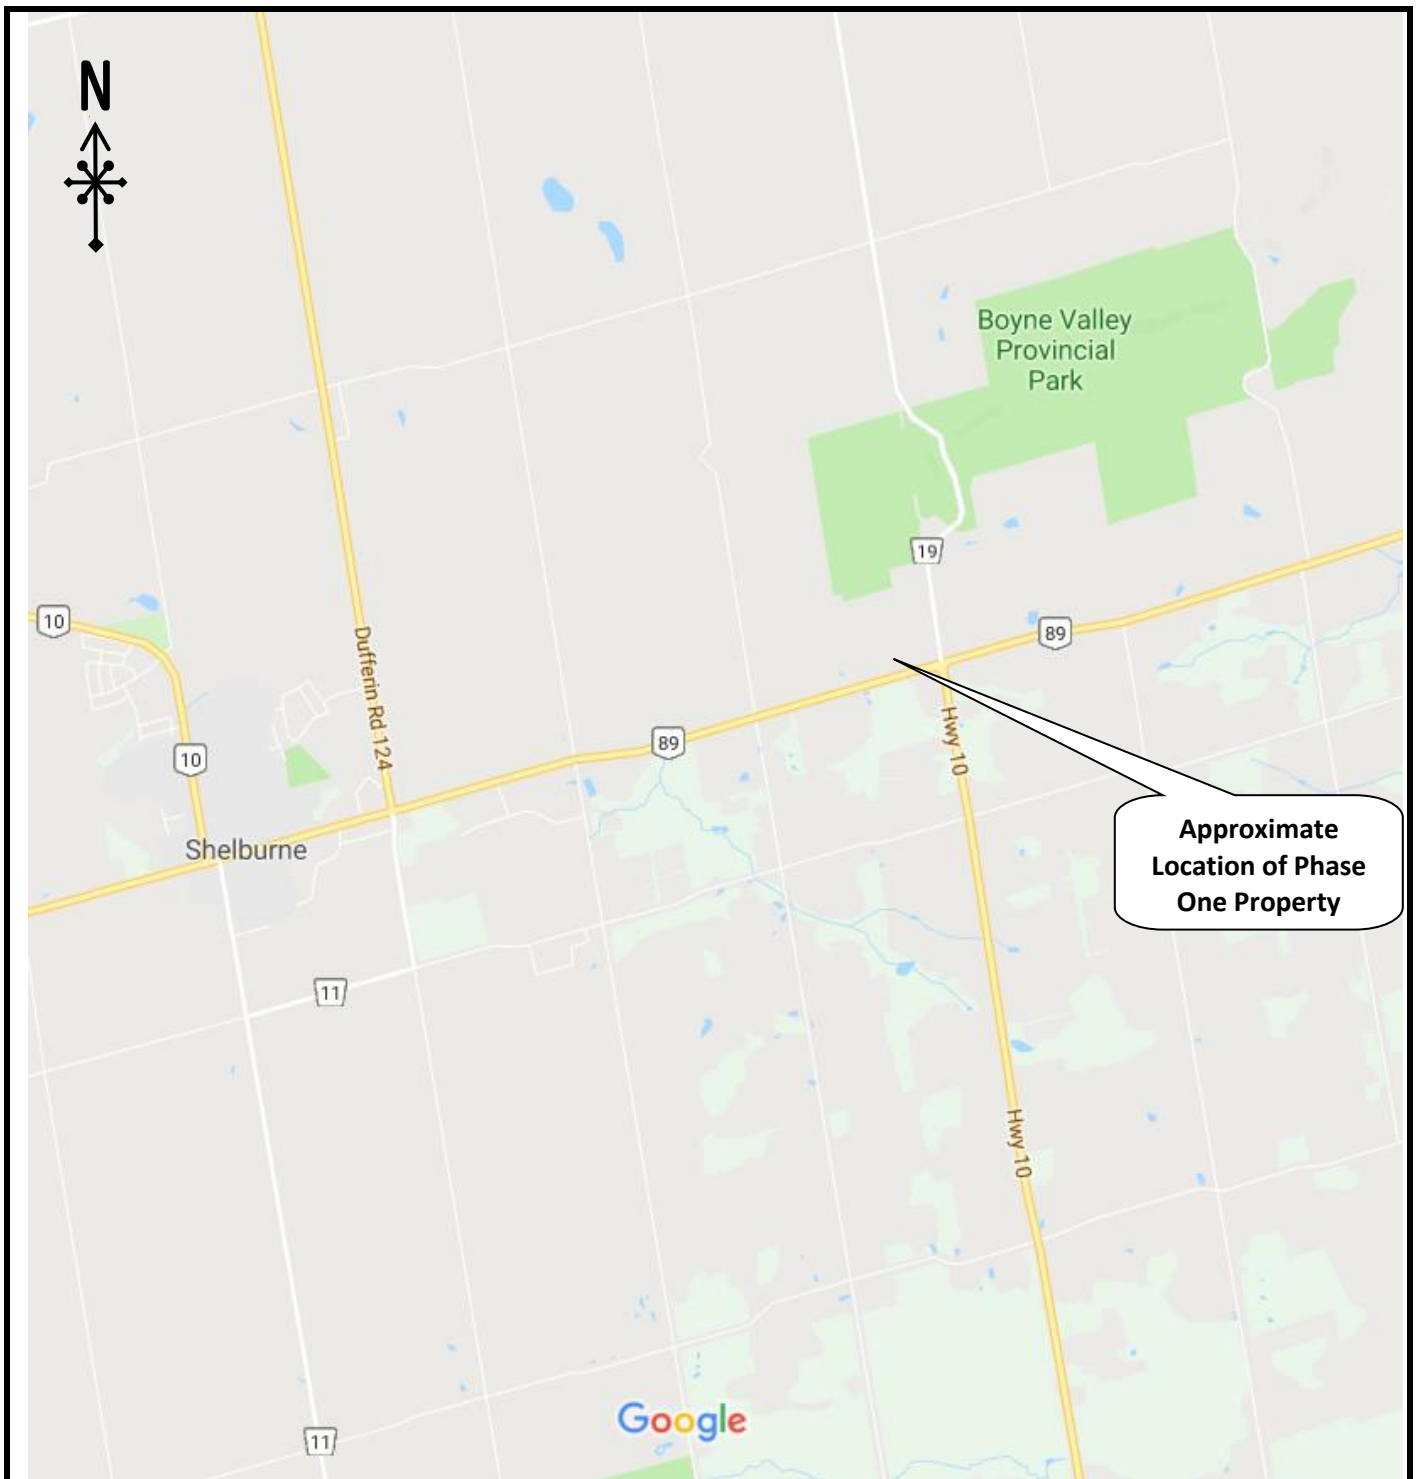 N
Boyne Valley
Provincial
Park
19
10
89
Dufferin Rd 124
Hwy 10
89
10
Approximate
Location of Phase
One Property
Shelburne
11
Hwy 10
Google
11